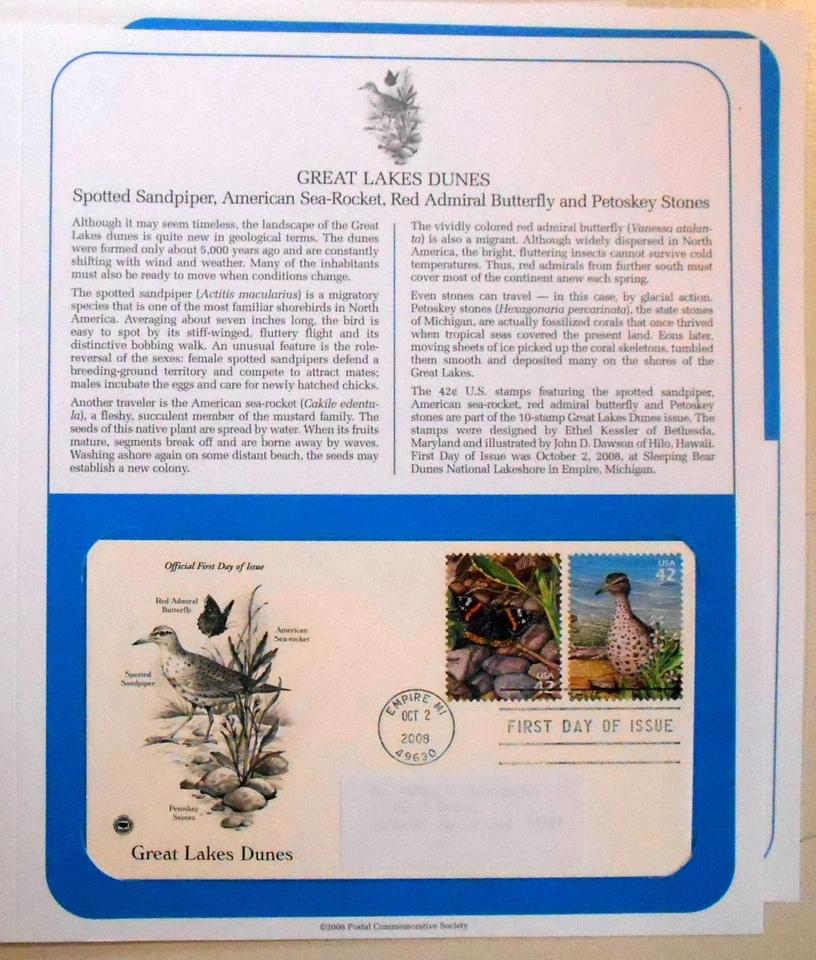 GREAT LAKES DUNES
Spotted Sandpiper, American Sea-Rocket, Red Admiral Butterfly and Petoskey Stones
Although it may seem timeless, the landscape of the Great
Lakes dunes is quite new in geological terms. The dunes
were formed only about 5,000 years ago and are constantly
shifting with wind and weather. Many of the inhabitants
must also be ready to move when conditions change.
The spotted sandpiper (Actitis macularius) is a migratory
species that is one of the most familiar shorebirds in North
America. Averaging about seven inches long, the bird is
easy to spot by its stiff-winged, fluttery flight and its
distinctive bobbing walk. An unusual feature is the role-
reversal of the sexes: female spotted sandpipers defend a
breeding-ground territory and compete to attract mates;
males incubate the eggs and care for newly hatched chicks.
Another traveler is the American sea-rocket (Cakile edentu-
la), a fleshy, succulent member of the mustard family. The
seeds of this native plant are spread by water. When its fruits
mature, segments break off and are borne away by waves.
Washing ashore again on some distant beach, the seeds may
establish a new colony.
The vividly colored red admiral butterfly (Vanessa atalan-
ta) is also a migrant. Although widely dispersed in North
America, the bright, fluttering insects cannot survive cold
temperatures. Thus, red admirals from further south must
cover most of the continent anew each spring.
Even stones can travel — in this case, by glacial action.
Petoskey stones (Hexagonaria percarinata), the state stones
of Michigan, are actually fossilized corals that once thrived
when tropical seas covered the present land. Eons later,
moving sheets of ice picked up the coral skeletons, tumbled
them smooth and deposited many on the shores of the
Great Lakes.
The 42¢ U.S. stamps featuring the spotted sandpiper,
American sea-rocket, red admiral butterfly and Petoskey
stones are part of the 10-stamp Great Lakes Dunes issue. The
stamps were designed by Ethel Kessler of Bethesda,
Maryland and illustrated by John D. Dawson of Hilo, Hawaii.
First Day of Issue was October 2, 2008, at Sleeping Bear
Dunes National Lakeshore in Empire, Michigan.
Official First Day of Issue
Red Admiral
Butterfly
American
Sea-rocket
Spotted
Sandpiper
Petoskey
Stones
Great Lakes Dunes
USA
42
USA
42
EMPIRE MI
OCT 2
2008
49630
FIRST DAY OF ISSUE
©2008 Postal Commemorative Society